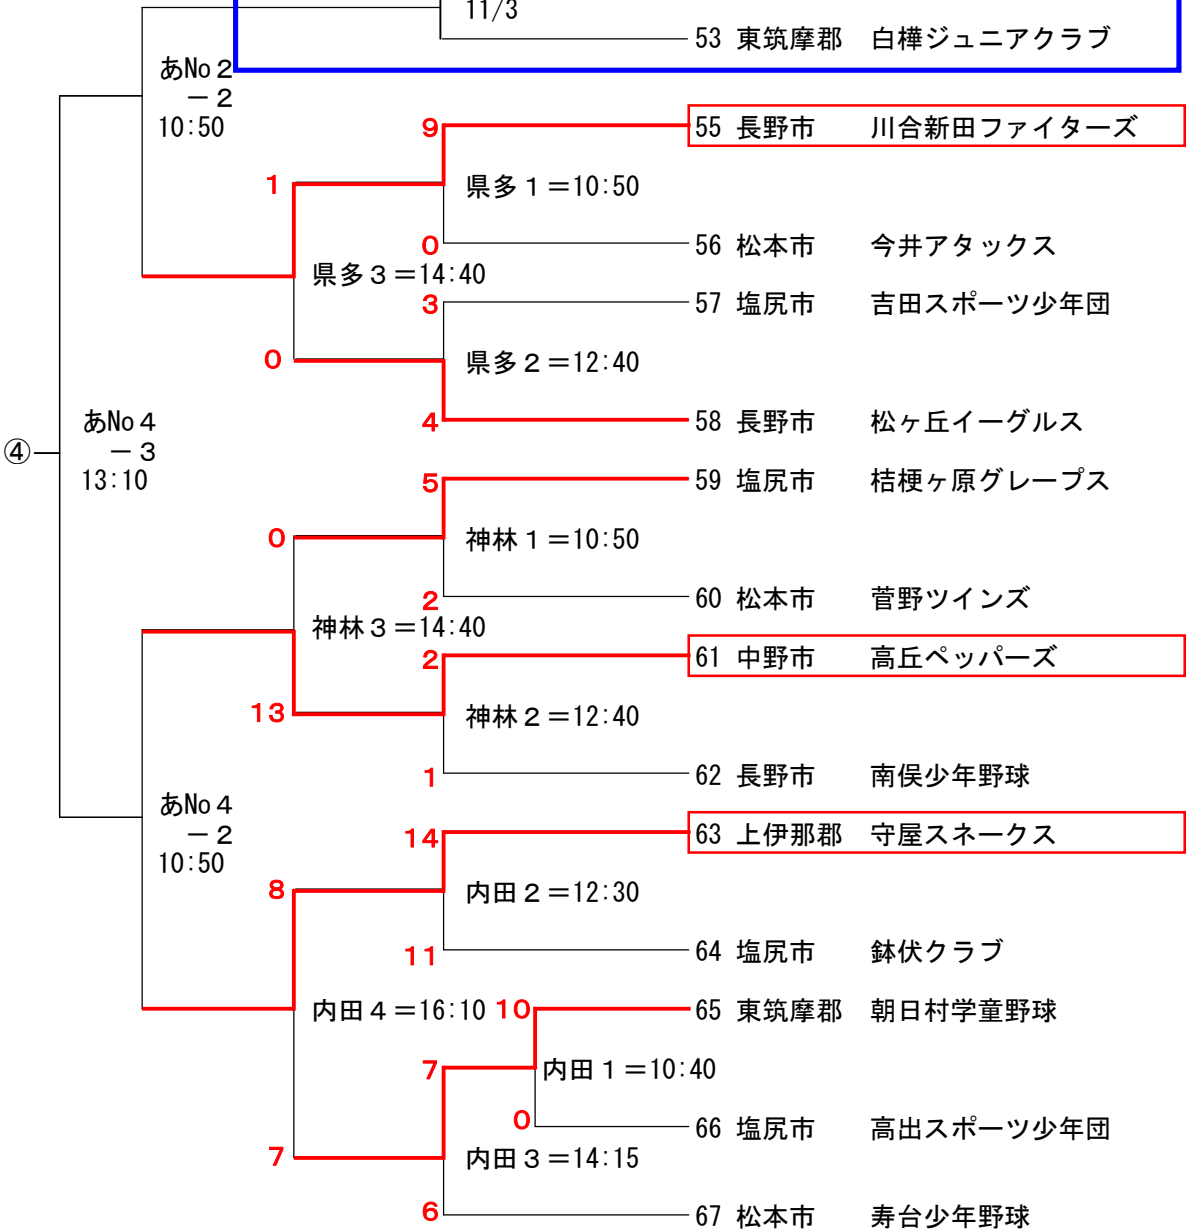 11/3
53 東筑摩郡 白樺ジュニアクラブ
あNo２
－２
10:50
9
55 長野市 川合新田ファイターズ
1
県多１＝10:50
0
56 松本市 今井アタックス
県多３＝14:40
3
57 塩尻市 吉田スポーツ少年団
0
県多２＝12:40
4
58 長野市 松ヶ丘イーグルス
④
あNo４
－３
13:10
5
59 塩尻市 桔梗ヶ原グレープス
0
神林１＝10:50
2
60 松本市 菅野ツインズ
神林３＝14:40
2
61 中野市 高丘ペッパーズ
13
神林２＝12:40
1
62 長野市 南俣少年野球
あNo４
－２
10:50
14
63 上伊那郡 守屋スネークス
8
内田２＝12:30
11
64 塩尻市 鉢伏クラブ
内田４＝16:10
10
65 東筑摩郡 朝日村学童野球
7
内田１＝10:40
0
66 塩尻市 高出スポーツ少年団
7
内田３＝14:15
6
67 松本市 寿台少年野球